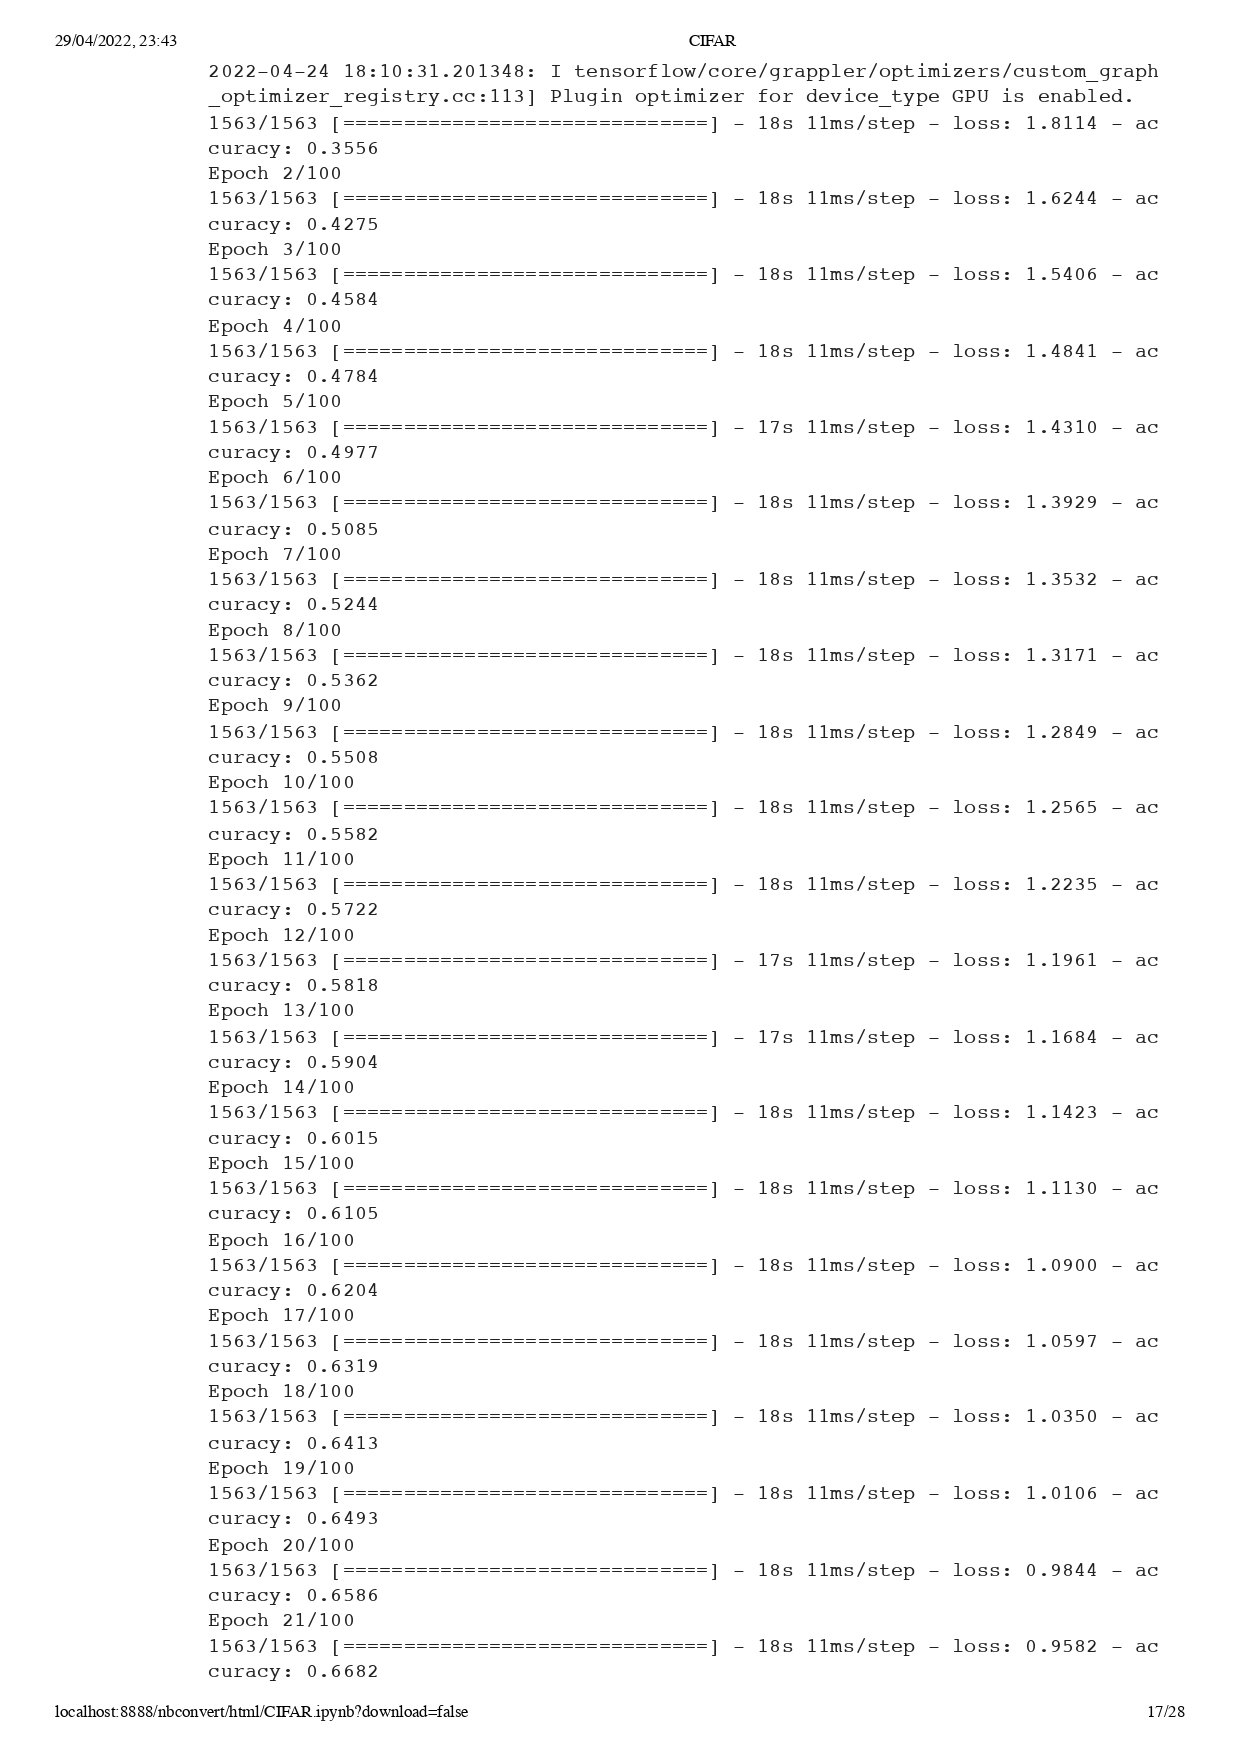 29/04/2022, 23:43 CIFAR
2022-04-24 18:10:31.201348: I tensorflow/core/grappler/optimizers/custom_graph
_optimizer_registry.cc:113] Plugin optimizer for device_type GPU is enabled.
1563/1563 [==============================] - 18s 11ms/step - loss: 1.8114 - ac
curacy: 0.3556
Epoch 2/100
1563/1563 [==============================] - 18s 11ms/step - loss: 1.6244 - ac
curacy: 0.4275
Epoch 3/100
1563/1563 [==============================] - 18s 11ms/step - loss: 1.5406 - ac
curacy: 0.4584
Epoch 4/100
1563/1563 [==============================] - 18s 11ms/step - loss: 1.4841 - ac
curacy: 0.4784
Epoch 5/100
1563/1563 [==============================] - 17s 11ms/step - loss: 1.4310 - ac
curacy: 0.4977
Epoch 6/100
1563/1563 [==============================] - 18s 11ms/step - loss: 1.3929 - ac
curacy: 0.5085
Epoch 7/100
1563/1563 [==============================] - 18s 11ms/step - loss: 1.3532 - ac
curacy: 0.5244
Epoch 8/100
1563/1563 [==============================] - 18s 11ms/step - loss: 1.3171 - ac
curacy: 0.5362
Epoch 9/100
1563/1563 [==============================] - 18s 11ms/step - loss: 1.2849 - ac
curacy: 0.5508
Epoch 10/100
1563/1563 [==============================] - 18s 11ms/step - loss: 1.2565 - ac
curacy: 0.5582
Epoch 11/100
1563/1563 [==============================] - 18s 11ms/step - loss: 1.2235 - ac
curacy: 0.5722
Epoch 12/100
1563/1563 [==============================] - 17s 11ms/step - loss: 1.1961 - ac
curacy: 0.5818
Epoch 13/100
1563/1563 [==============================] - 17s 11ms/step - loss: 1.1684 - ac
curacy: 0.5904
Epoch 14/100
1563/1563 [==============================] - 18s 11ms/step - loss: 1.1423 - ac
curacy: 0.6015
Epoch 15/100
1563/1563 [==============================] - 18s 11ms/step - loss: 1.1130 - ac
curacy: 0.6105
Epoch 16/100
1563/1563 [==============================] - 18s 11ms/step - loss: 1.0900 - ac
curacy: 0.6204
Epoch 17/100
1563/1563 [==============================] - 18s 11ms/step - loss: 1.0597 - ac
curacy: 0.6319
Epoch 18/100
1563/1563 [==============================] - 18s 11ms/step - loss: 1.0350 - ac
curacy: 0.6413
Epoch 19/100
1563/1563 [==============================] - 18s 11ms/step - loss: 1.0106 - ac
curacy: 0.6493
Epoch 20/100
1563/1563 [==============================] - 18s 11ms/step - loss: 0.9844 - ac
curacy: 0.6586
Epoch 21/100
1563/1563 [==============================] - 18s 11ms/step - loss: 0.9582 - ac
curacy: 0.6682
localhost:8888/nbconvert/html/CIFAR.ipynb?download=false 17/28